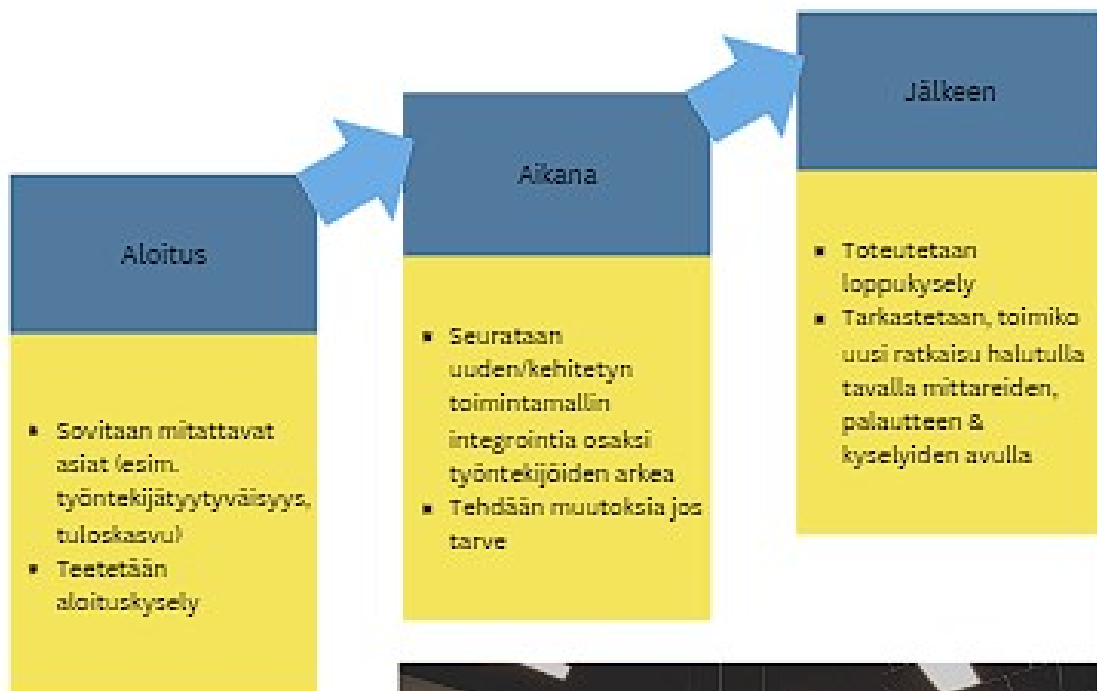 Aloitus
▪ Sovitaan mitattavat
asiat (esim.
työntekijätyytyväisyys,
tuloskasvu)
▪ Teetetään
aloituskysely
Aikana
▪ Seurataan
uuden/kehitetyn
toimintamallin
integrointia osaksi
työntekijöiden arkea
▪ Tehdään muutoksia jos
tarve
Jälkeen
▪ Toteutetaan
loppukysely
▪ Tarkastetaan, toimiko
uusi ratkaisu halutulla
tavalla mittareiden,
palautteen &
kyselyiden avulla